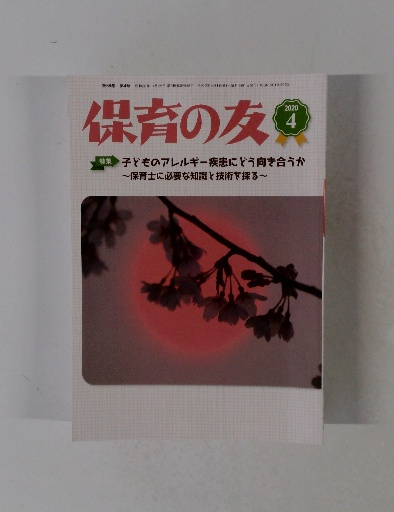 保育の友
2020
4
特集 子どものアレルギー疾患にどう向き合うか
〜保育士に必要な知識と技術を探る〜